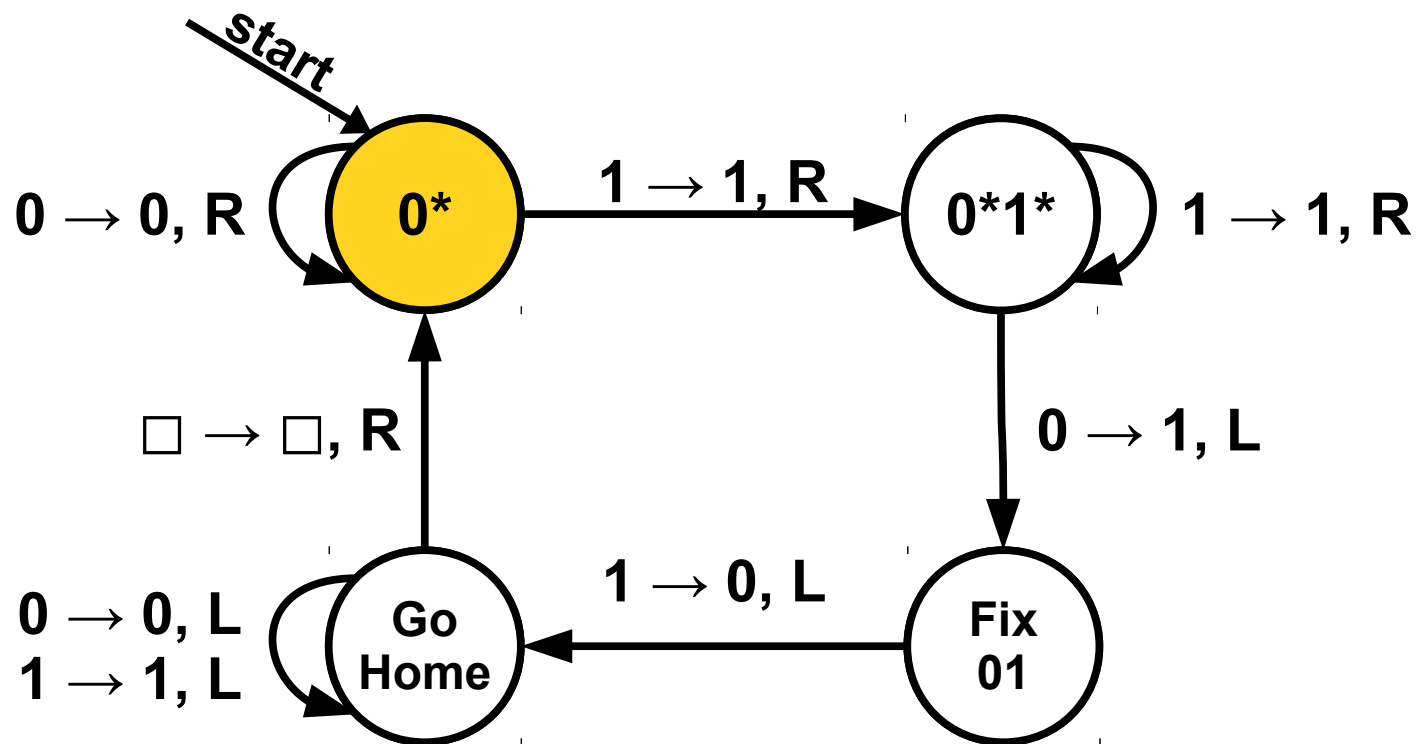 start
0 → 0, R
0*
1 → 1, R
0*1*
1 → 1, R
□ → □, R
0 → 1, L
0 → 0, L
1 → 1, L
Go
Home
1 → 0, L
Fix
01